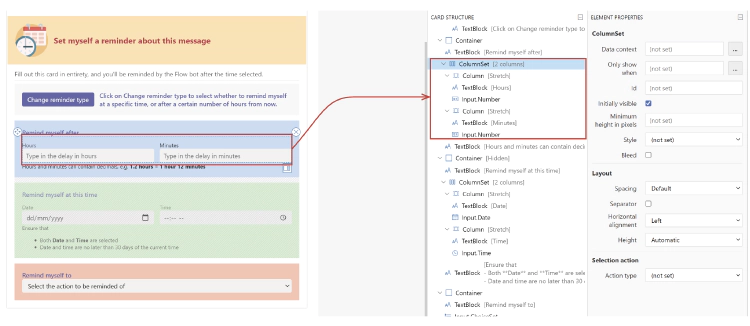 Set myself a reminder about this message
Fill out this card in entirety, and you'll be reminded by the Flow bot after the time selected.
Change reminder type
Click on Change reminder type to select whether to remind myself
at a specific time, or after a certain number of hours from now.
Remind myself after
Hours
Minutes
Type in the delay in hours
Type in the delay in minutes
Hours and minutes can contain decimals, e.g. 1.2 hours = 1 hour 12 minutes
Remind myself at this time
Date
Time
dd/mm/yyyy
--:-- --
Ensure that
• Both Date and Time are selected
• Date and time are no later than 30 days of the current time
Remind myself to
Select the action to be reminded of
CARD STRUCTURE
TextBlock [Click on Change reminder type to
Container
TextBlock [Remind myself after]
ColumnSet [2 columns]
Column [Stretch]
TextBlock [Hours]
Input.Number
Column [Stretch]
TextBlock [Minutes]
Input.Number
TextBlock [Hours and minutes can contain deci
Container [Hidden]
TextBlock [Remind myself at this time]
ColumnSet [2 columns]
Column [Stretch]
TextBlock [Date]
Input.Date
Column [Stretch]
TextBlock [Time]
Input.Time
[Ensure that
TextBlock - Both **Date** and **Time** are sele
- Date and time are no later than 30
Container
TextBlock [Remind myself to]
Input.ChoiceSet
ELEMENT PROPERTIES
ColumnSet
Data context
(not set)
...
Only show
when
(not set)
...
Id
(not set)
Initially visible
Minimum
height in pixels
(not set)
Style
(not set)
Bleed
Layout
Spacing
Default
Separator
Horizontal
alignment
Left
Height
Automatic
Selection action
Action type
(not set)